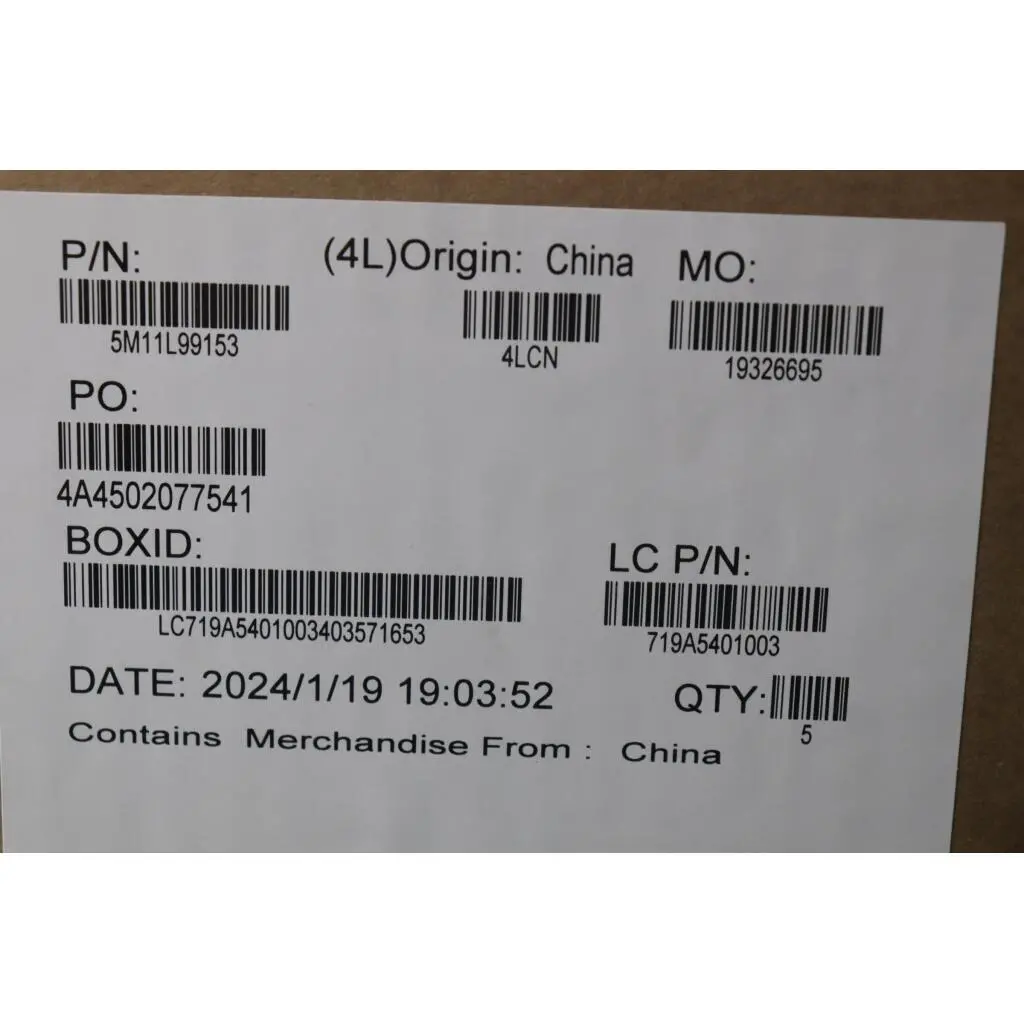 P/N: (4L)Origin: China MO:
5M11L99153 4LCN 19326695
PO:
4A4502077541
BOXID: LC P/N:
LC719A5401003403571653 719A5401003
DATE: 2024/1/19 19:03:52 QTY:
5
Contains Merchandise From : China